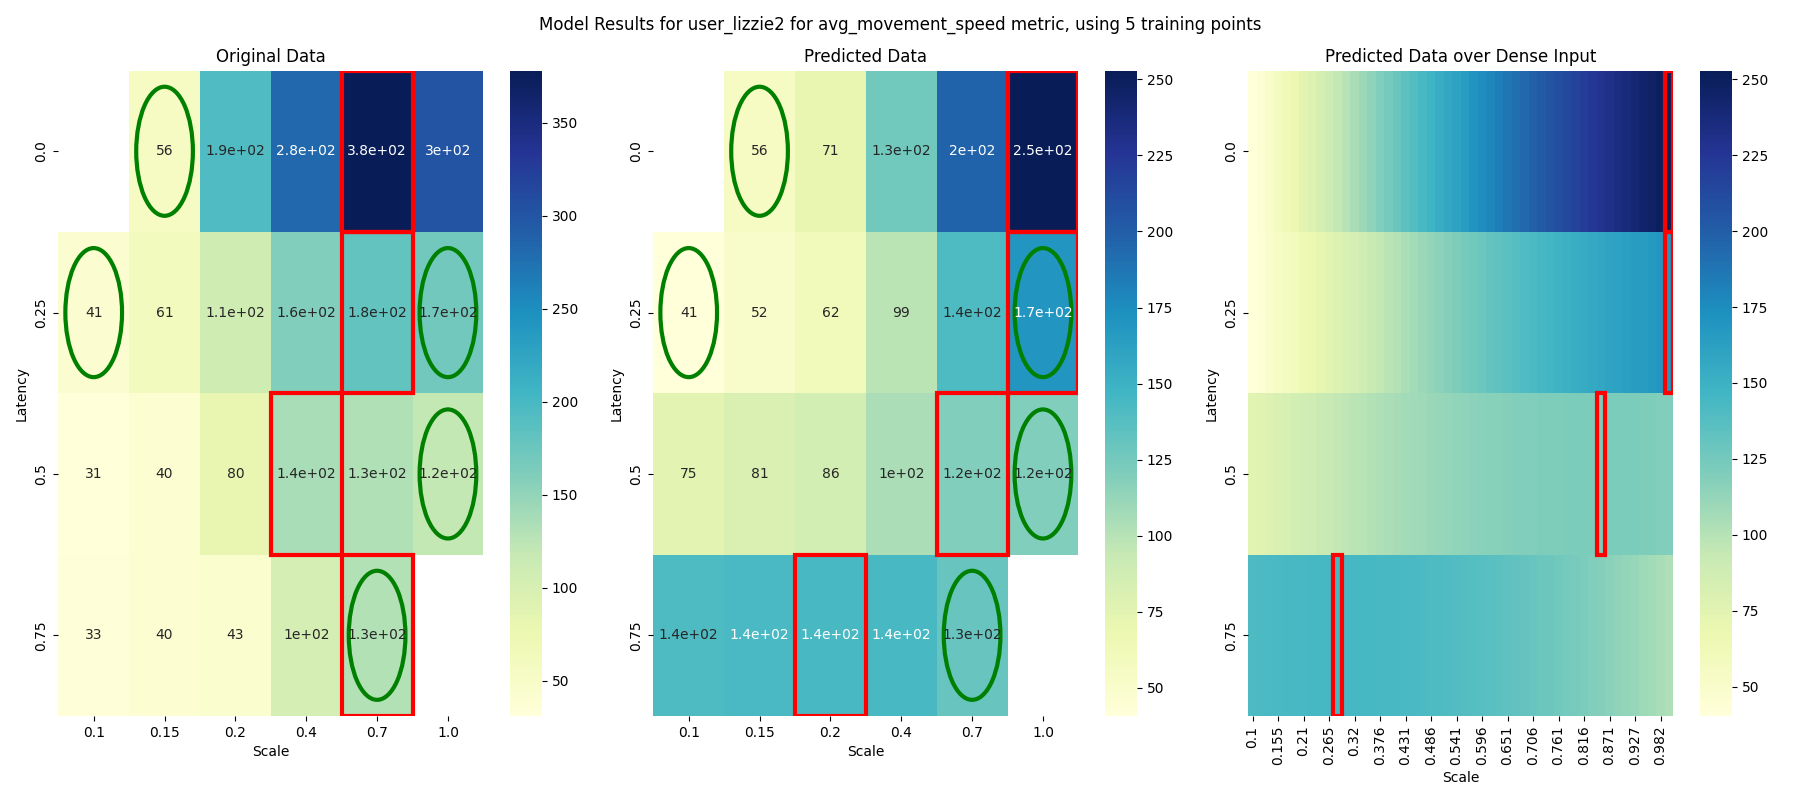 Model Results for user_lizzie2 for avg_movement_speed metric, using 5 training points
Original Data
Latency
0.0
0.25
0.5
0.75
56 1.9e+02 2.8e+02 3.8e+02 3e+02
41 61 1.1e+02 1.6e+02 1.8e+02 1.7e+02
31 40 80 1.4e+02 1.3e+02 1.2e+02
33 40 43 1e+02 1.3e+02
0.1 0.15 0.2 0.4 0.7 1.0
Scale
350
300
250
200
150
100
50
Predicted Data
Latency
0.0
0.25
0.5
0.75
56 71 1.3e+02 2e+02 2.5e+02
41 52 62 99 1.4e+02 1.7e+02
75 81 86 1e+02 1.2e+02 1.2e+02
1.4e+02 1.4e+02 1.4e+02 1.4e+02 1.3e+02
0.1 0.15 0.2 0.4 0.7 1.0
Scale
250
225
200
175
150
125
100
75
50
Predicted Data over Dense Input
Latency
0.0
0.25
0.5
0.75
0.1 0.155 0.21 0.265 0.32 0.376 0.431 0.486 0.541 0.596 0.651 0.706 0.761 0.816 0.871 0.927 0.982
Scale
250
225
200
175
150
125
100
75
50